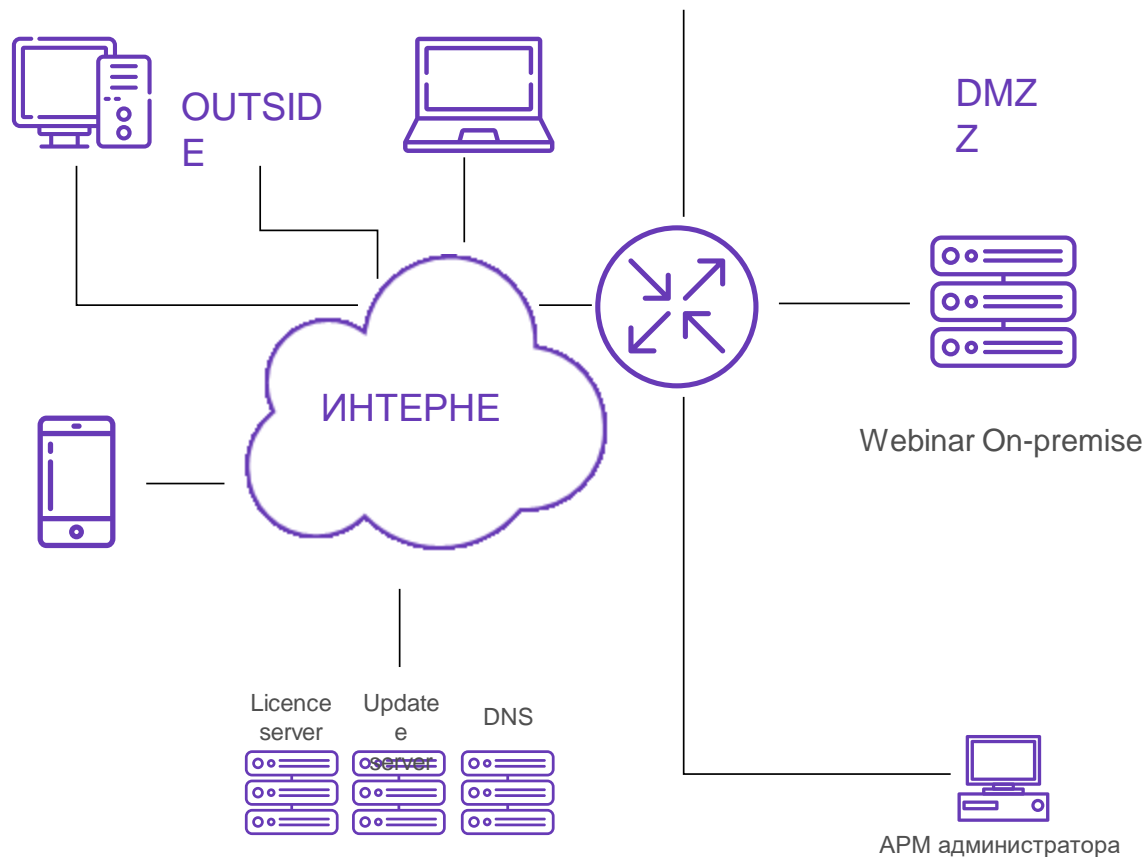 OUTSID
E
DMZ
Z
ИНТЕРНЕ
Webinar On-premise
Licence
server
Update
e
server
DNS
АРМ администратора